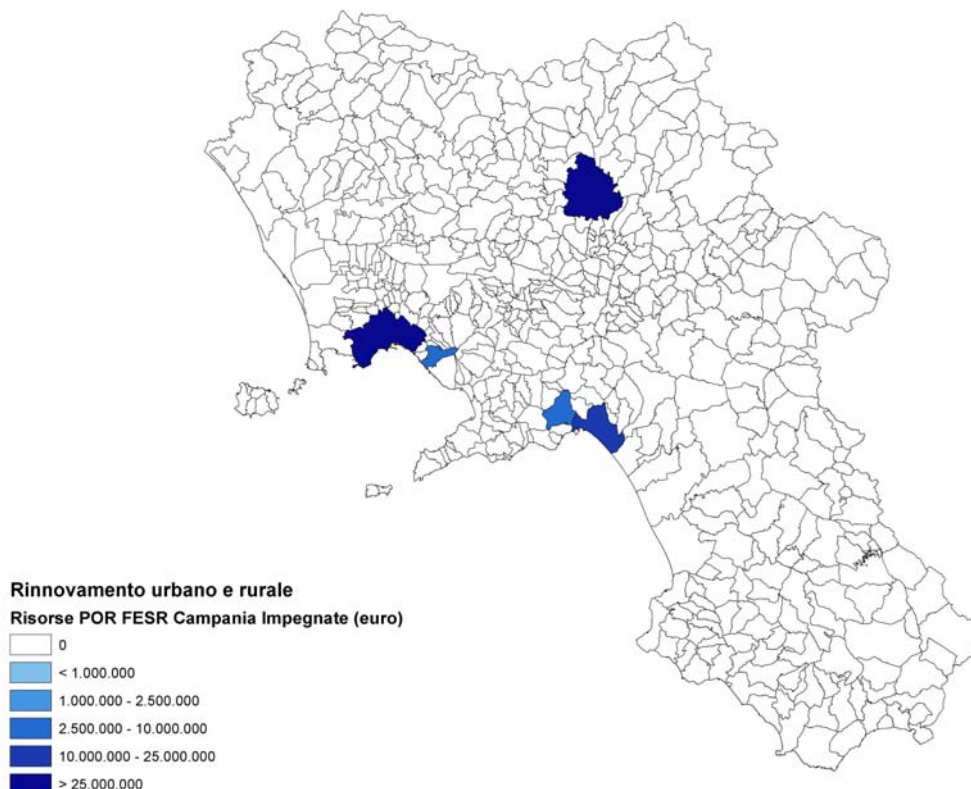 Rinnovamento urbano e rurale
Risorse POR FESR Campania Impegnate (euro)
0
< 1.000.000
1.000.000 - 2.500.000
2.500.000 - 10.000.000
10.000.000 - 25.000.000
> 25.000.000